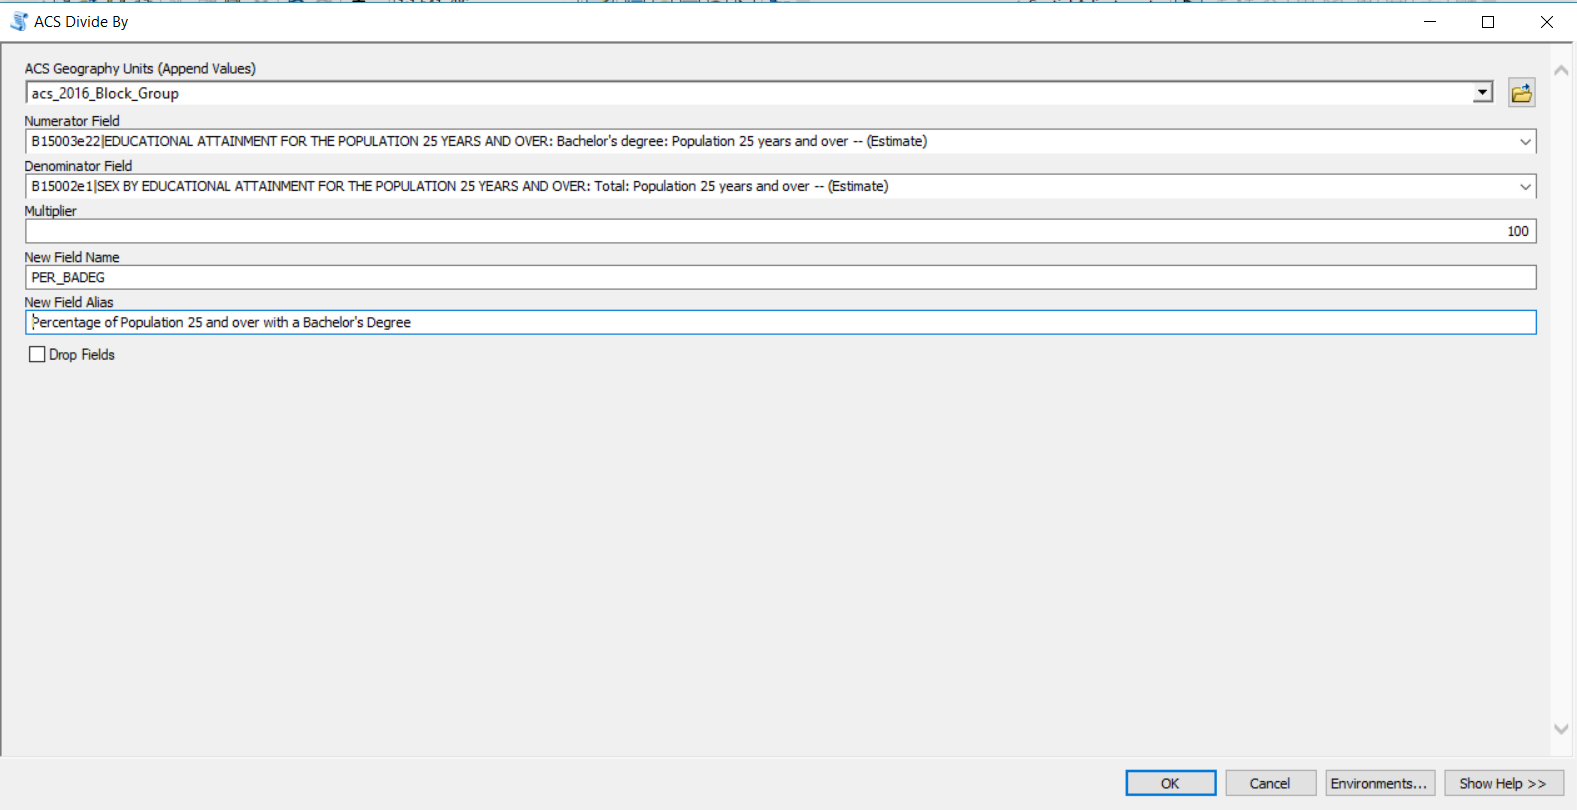 ACS Divide By
ACS Geography Units (Append Values)
acs_2016_Block_Group
Numerator Field
B15003e22|EDUCATIONAL ATTAINMENT FOR THE POPULATION 25 YEARS AND OVER: Bachelor's degree: Population 25 years and over -- (Estimate)
Denominator Field
B15002e1|SEX BY EDUCATIONAL ATTAINMENT FOR THE POPULATION 25 YEARS AND OVER: Total: Population 25 years and over -- (Estimate)
Multiplier
100
New Field Name
PER_BADEG
New Field Alias
Percentage of Population 25 and over with a Bachelor's Degree
Drop Fields
OK Cancel Environments... Show Help >>